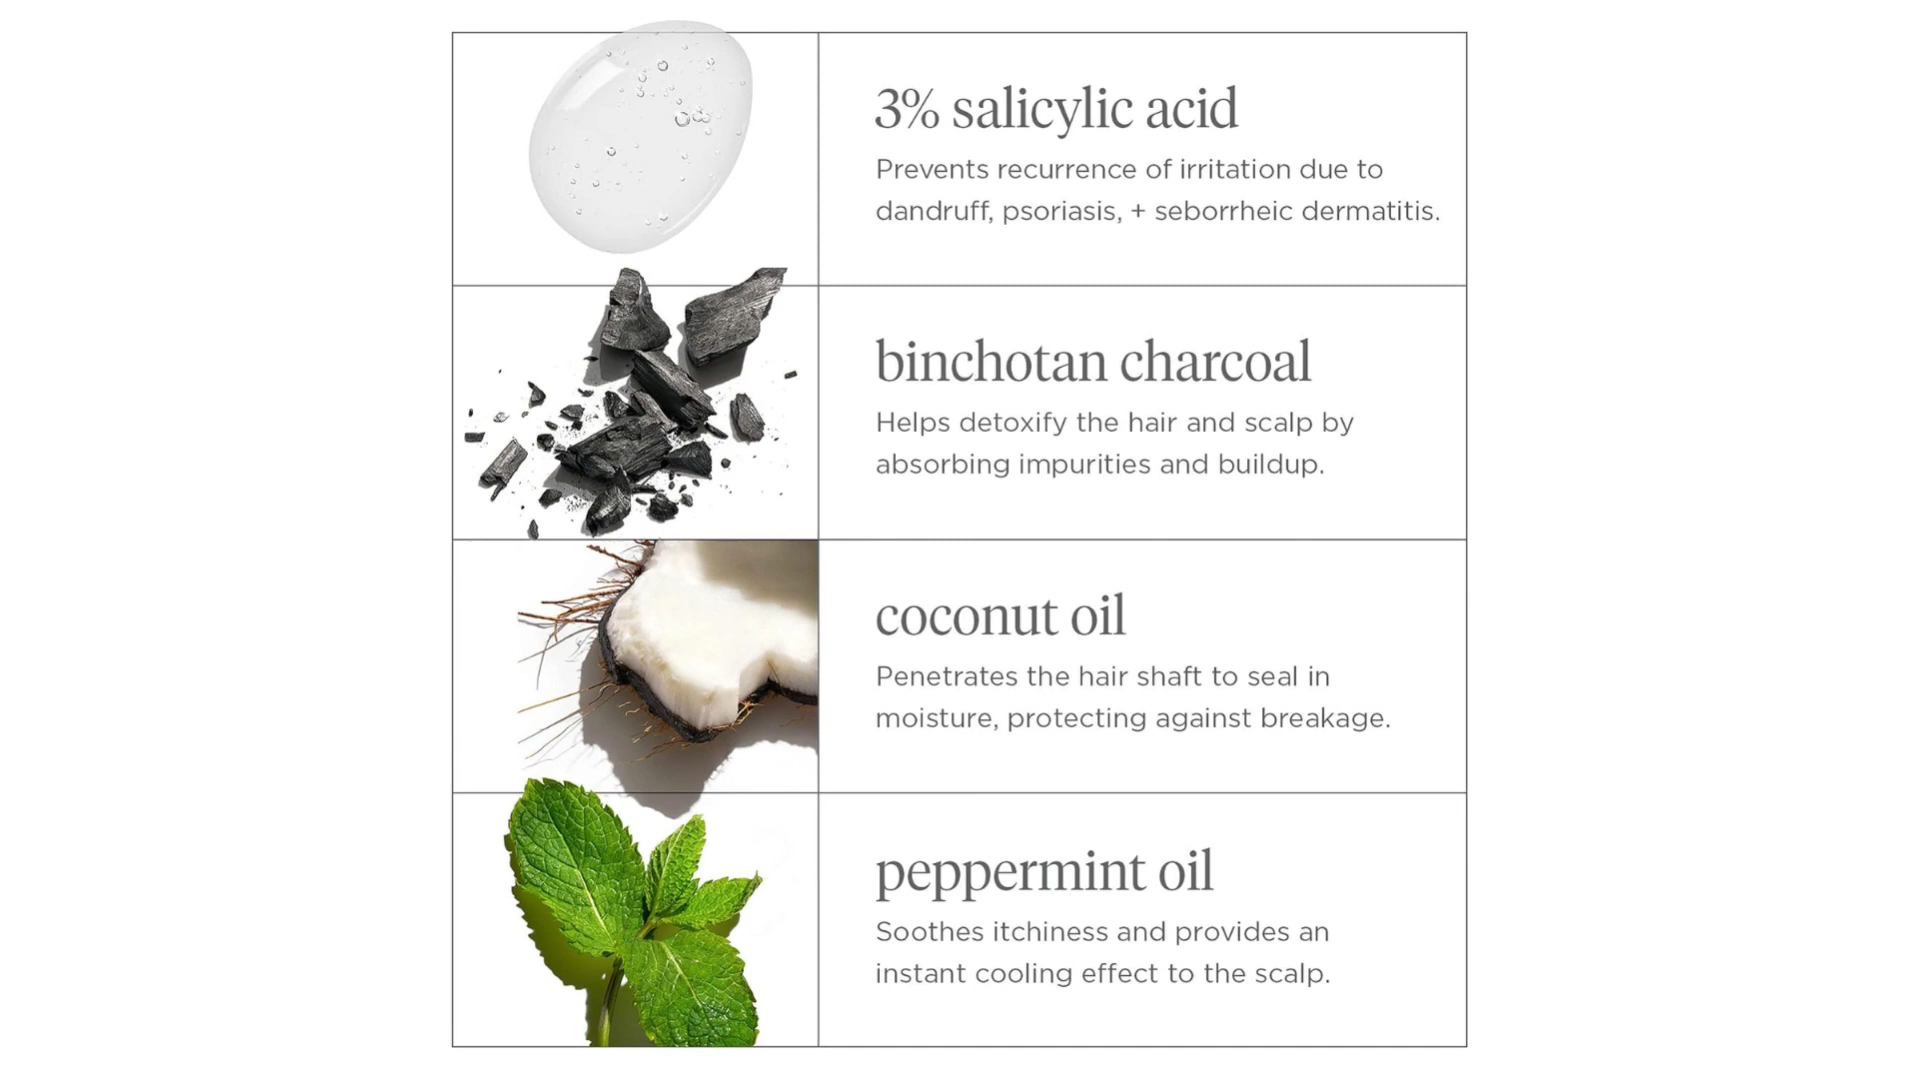 3% salicylic acid
Prevents recurrence of irritation due to
dandruff, psoriasis, + seborrheic dermatitis.
binchotan charcoal
Helps detoxify the hair and scalp by
absorbing impurities and buildup.
coconut oil
Penetrates the hair shaft to seal in
moisture, protecting against breakage.
peppermint oil
Soothes itchiness and provides an
instant cooling effect to the scalp.